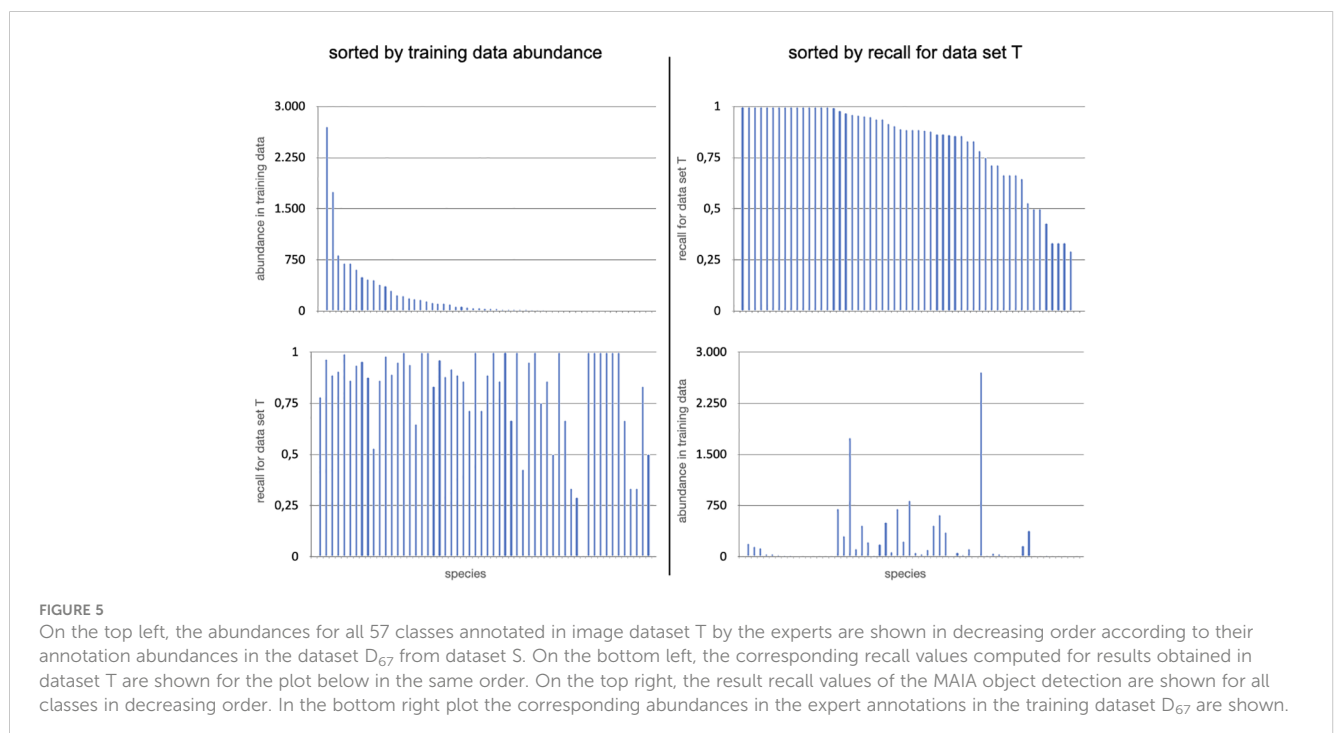 sorted by training data abundance
abundance in training data
3.000
2.250
1.500
750
0
recall for data set T
1
0,75
0,5
0,25
0
species
sorted by recall for data set T
recall for data set T
1
0,75
0,5
0,25
0
abundance in training data
3.000
2.250
1.500
750
0
species
FIGURE 5
On the top left, the abundances for all 57 classes annotated in image dataset T by the experts are shown in decreasing order according to their
annotation abundances in the dataset D₆₇ from dataset S. On the bottom left, the corresponding recall values computed for results obtained in
dataset T are shown for the plot below in the same order. On the top right, the result recall values of the MAIA object detection are shown for all
classes in decreasing order. In the bottom right plot the corresponding abundances in the expert annotations in the training dataset D₆₇ are shown.